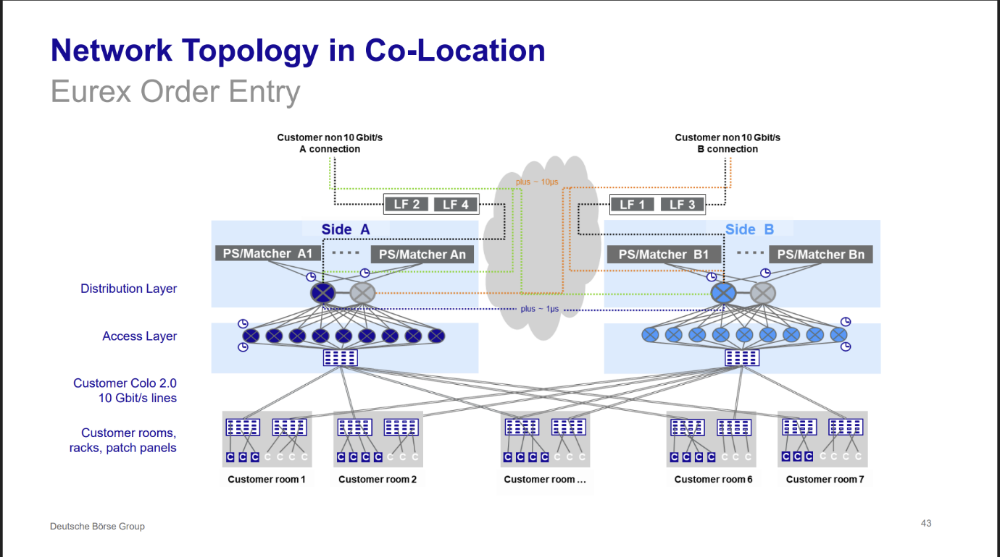 Network Topology in Co-Location
Eurex Order Entry
Customer non 10 Gbit/s
A connection
Customer non 10 Gbit/s
B connection
plus ~ 10µs
LF 2
LF 4
LF 1
LF 3
Side A
Side B
PS/Matcher A1
PS/Matcher An
PS/Matcher B1
PS/Matcher Bn
Distribution Layer
plus ~ 1µs
Access Layer
Customer Colo 2.0
10 Gbit/s lines
Customer rooms,
racks, patch panels
C C C C C C C
C C C C C C C
C C C C C C C
C C C C C C C
C C C C C C C
Customer room 1
Customer room 2
Customer room ...
Customer room 6
Customer room 7
Deutsche Börse Group
43